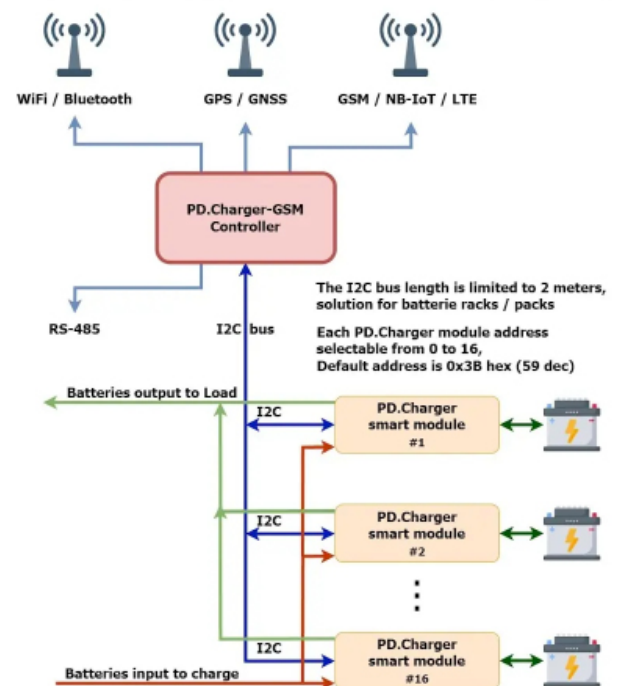 WiFi / Bluetooth
GPS / GNSS
GSM / NB-IoT / LTE
PD.Charger-GSM
Controller
The I2C bus length is limited to 2 meters,
solution for batterie racks / packs
RS-485
I2C bus
Each PD.Charger module address
selectable from 0 to 16,
Default address is 0x3B hex (59 dec)
Batteries output to Load
I2C
PD.Charger
smart module
#1
I2C
PD.Charger
smart module
#2
I2C
PD.Charger
smart module
#16
Batteries input to charge